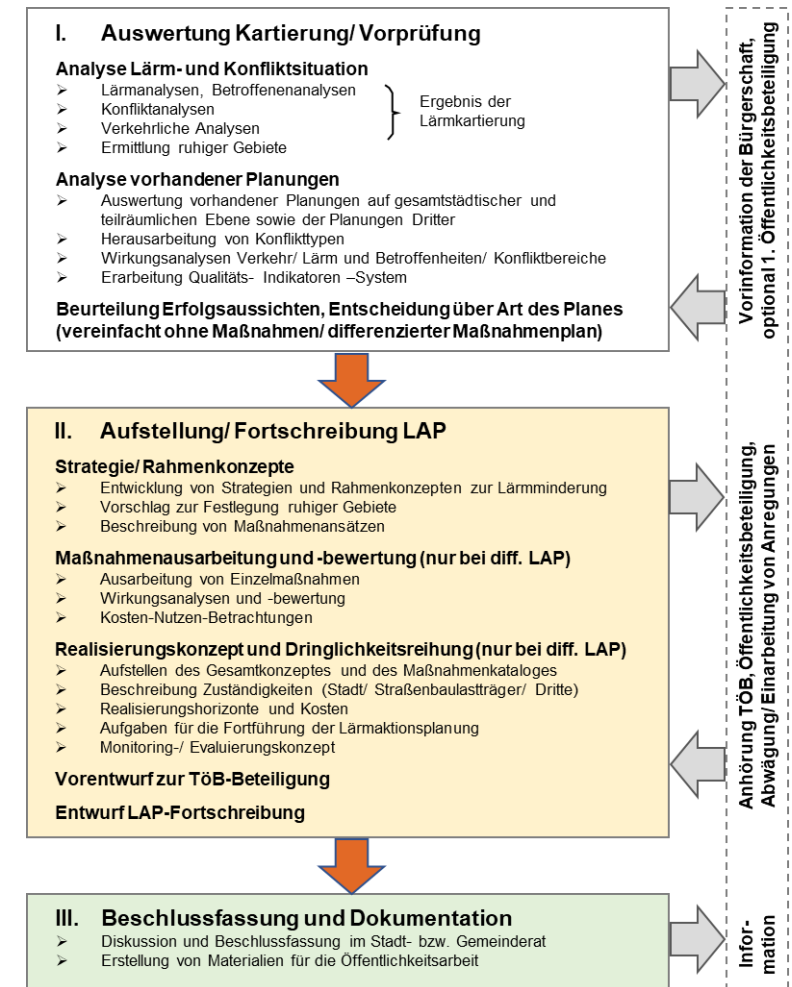 I. Auswertung Kartierung/ Vorprüfung
Analyse Lärm- und Konfliktsituation
➢ Lärmanalysen, Betroffenenanalysen
➢ Konfliktanalysen
➢ Verkehrliche Analysen
➢ Ermittlung ruhiger Gebiete
Ergebnis der
Lärmkartierung
Analyse vorhandener Planungen
➢ Auswertung vorhandener Planungen auf gesamtstädtischer und
teilräumlichen Ebene sowie der Planungen Dritter
➢ Herausarbeitung von Konflikttypen
➢ Wirkungsanalysen Verkehr/ Lärm und Betroffenheiten/ Konfliktbereiche
➢ Erarbeitung Qualitäts- Indikatoren –System
Beurteilung Erfolgsaussichten, Entscheidung über Art des Planes
(vereinfacht ohne Maßnahmen/ differenzierter Maßnahmenplan)
Vorinformation der Bürgerschaft,
optional 1. Öffentlichkeitsbeteiligung
II. Aufstellung/ Fortschreibung LAP
Strategie/ Rahmenkonzepte
➢ Entwicklung von Strategien und Rahmenkonzepten zur Lärmminderung
➢ Vorschlag zur Festlegung ruhiger Gebiete
➢ Beschreibung von Maßnahmenansätzen
Maßnahmenausarbeitung und -bewertung (nur bei diff. LAP)
➢ Ausarbeitung von Einzelmaßnahmen
➢ Wirkungsanalysen und -bewertung
➢ Kosten-Nutzen-Betrachtungen
Realisierungskonzept und Dringlichkeitsreihung (nur bei diff. LAP)
➢ Aufstellen des Gesamtkonzeptes und des Maßnahmenkataloges
➢ Beschreibung Zuständigkeiten (Stadt/ Straßenbaulastträger/ Dritte)
➢ Realisierungshorizonte und Kosten
➢ Aufgaben für die Fortführung der Lärmaktionsplanung
➢ Monitoring-/ Evaluierungskonzept
Vorentwurf zur TöB-Beteiligung
Entwurf LAP-Fortschreibung
Anhörung TÖB, Öffentlichkeitsbeteiligung,
Abwägung/ Einarbeitung von Anregungen
III. Beschlussfassung und Dokumentation
➢ Diskussion und Beschlussfassung im Stadt- bzw. Gemeinderat
➢ Erstellung von Materialien für die Öffentlichkeitsarbeit
Infor-
mation